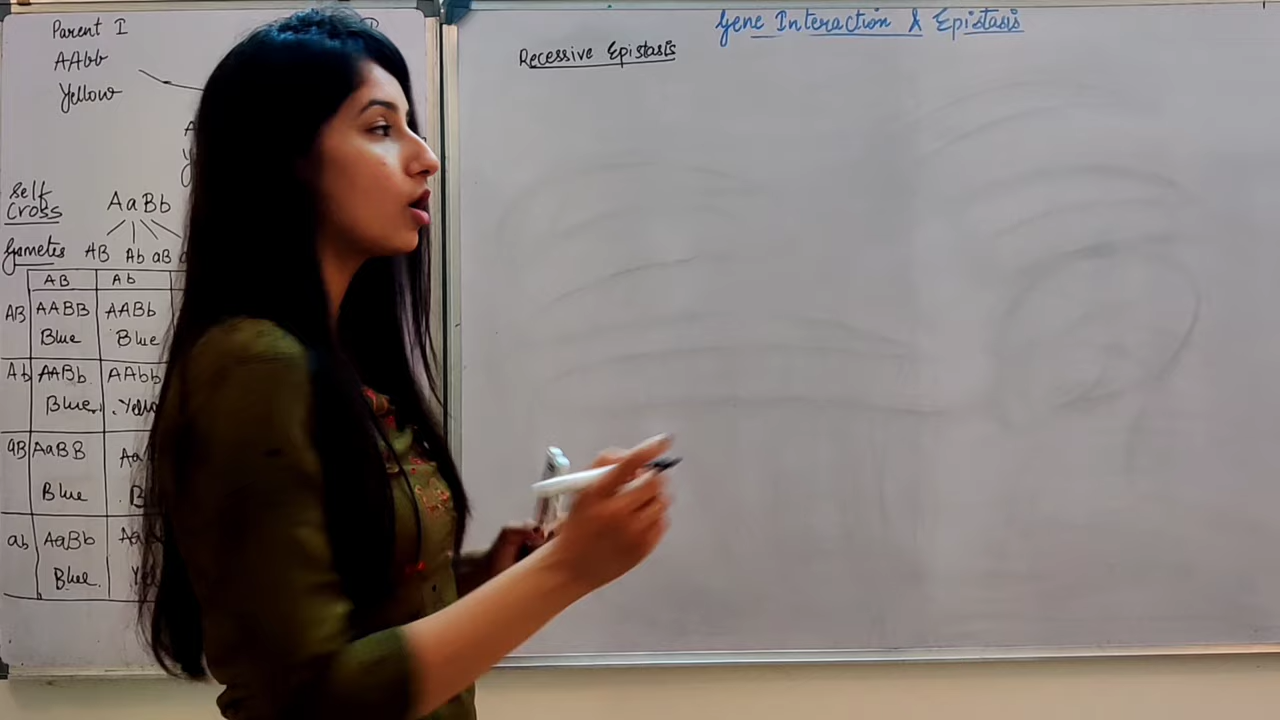 Parent I
AAbb
Yellow
Self
Cross
AaBb
Gametes AB Ab aB
AB Ab
AB AABB AABb
Blue Blue
Ab AABb AAbb
Blue
aB AaBB
Blue
ab AaBb
Blue
Gene Interaction & Epistasis
Recessive Epistasis